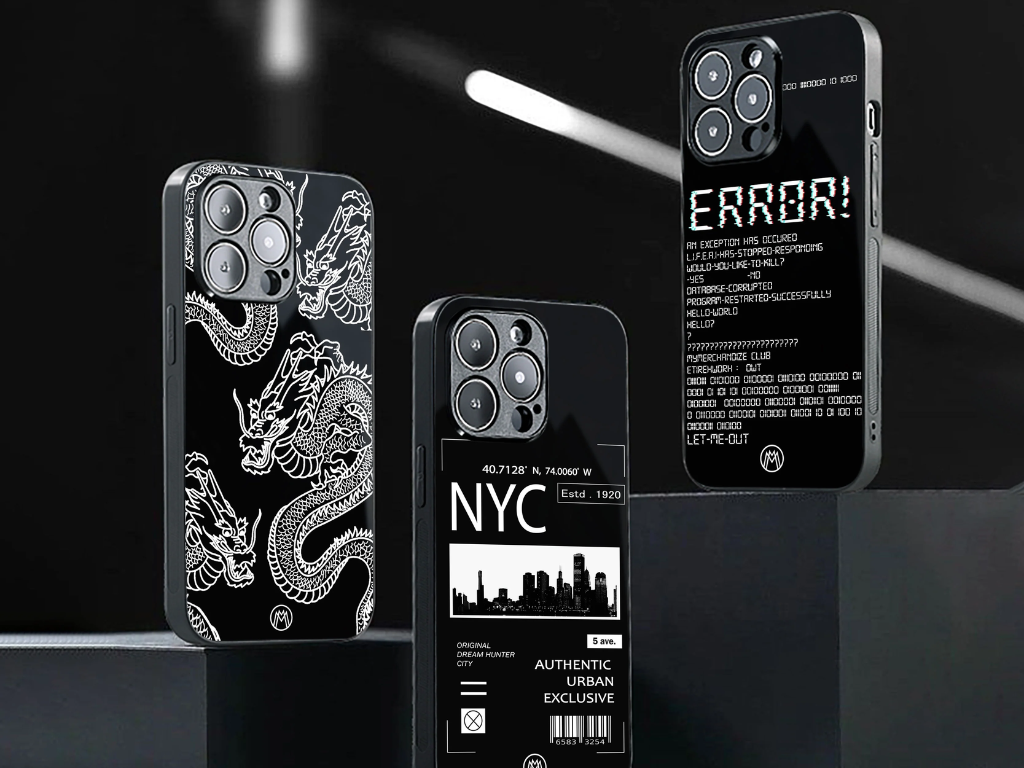 40.7128° N, 74.0060° W
NYC
Estd . 1920
5 ave.
ORIGINAL
DREAM HUNTER
CITY
AUTHENTIC
URBAN
EXCLUSIVE
6583 3254
ERROR!
AN EXCEPTION HAS OCCURED
L.I.F.E.R.)-HAS-STOPPED-RESPONDING
WOULD-YOU-LIKE-TO-KILL?
-YES -NO
DATABASE-CORRUPTED
PROGRAM-RESTARTED-SUCCESSFULLY
HELLO-WORLD
HELLO?
?
????????????????????????
MYMERCHANDIZE CLUB
ETIREWORH : OWT
LET-ME-OUT